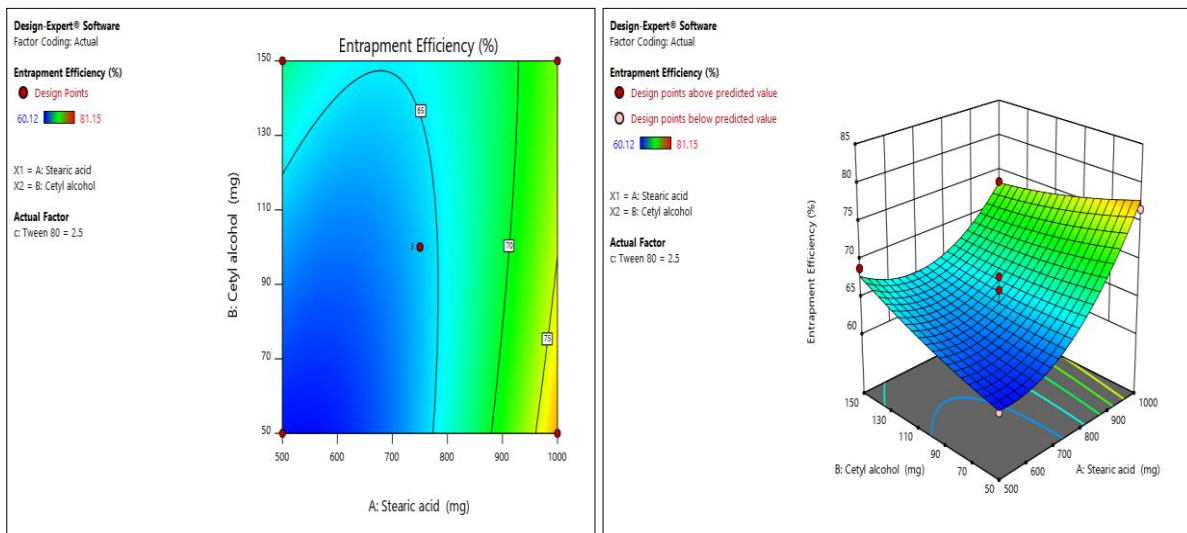 Design-Expert® Software
Factor Coding: Actual
Entrapment Efficiency (%)
Design Points
60.12 81.15
X1 = A: Stearic acid
X2 = B: Cetyl alcohol
Actual Factor
c: Tween 80 = 2.5
Entrapment Efficiency (%)
B: Cetyl alcohol (mg)
150
130
110
90
70
50
65
3
70
75
500 600 700 800 900 1000
A: Stearic acid (mg)
Design-Expert® Software
Factor Coding: Actual
Entrapment Efficiency (%)
Design points above predicted value
Design points below predicted value
60.12 81.15
X1 = A: Stearic acid
X2 = B: Cetyl alcohol
Actual Factor
c: Tween 80 = 2.5
Entrapment Efficiency (%)
85
80
75
70
65
60
150
130
110
90
70
50
B: Cetyl alcohol (mg)
500
600
700
800
900
1000
A: Stearic acid (mg)